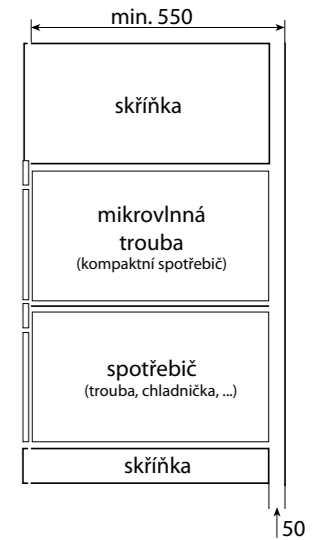 min. 550
skříňka
mikrovlnná
trouba
(kompaktní spotřebič)
spotřebič
(trouba, chladnička, ...)
skříňka
50